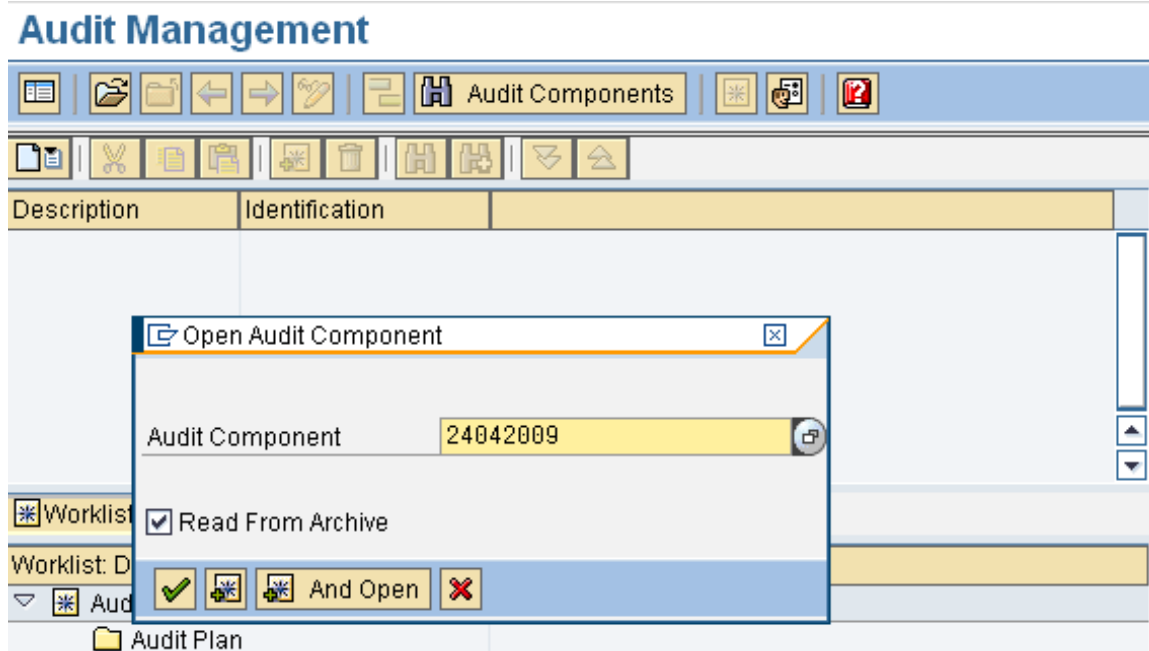 Audit Management
Audit Components
Description Identification
Open Audit Component
Audit Component 24042009
Worklist
Read From Archive
Worklist: D
And Open
Aud
Audit Plan